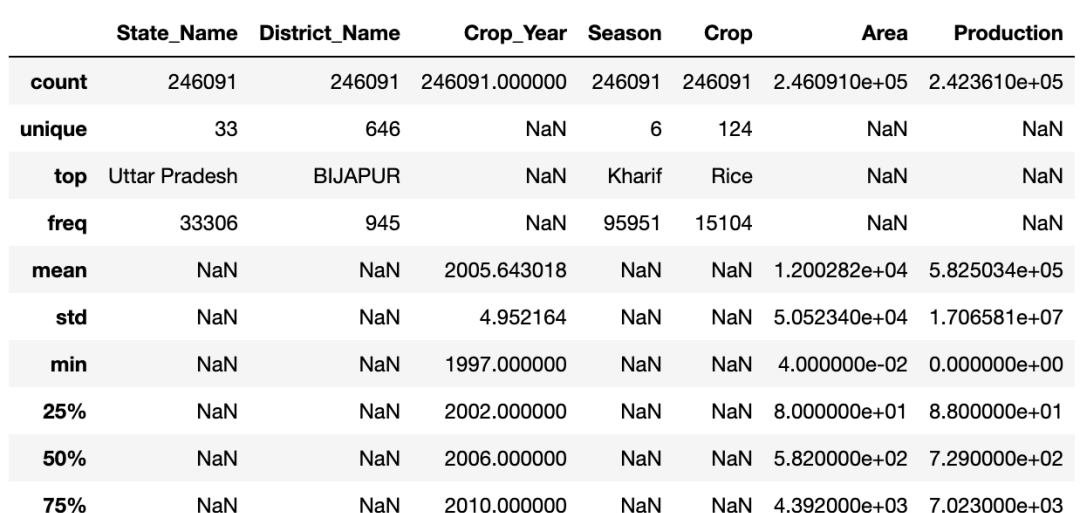 State_Name District_Name Crop_Year Season Crop Area Production
count 246091 246091 246091.000000 246091 246091 2.460910e+05 2.423610e+05
unique 33 646 NaN 6 124 NaN NaN
top Uttar Pradesh BIJAPUR NaN Kharif Rice NaN NaN
freq 33306 945 NaN 95951 15104 NaN NaN
mean NaN NaN 2005.643018 NaN NaN 1.200282e+04 5.825034e+05
std NaN NaN 4.952164 NaN NaN 5.052340e+04 1.706581e+07
min NaN NaN 1997.000000 NaN NaN 4.000000e-02 0.000000e+00
25% NaN NaN 2002.000000 NaN NaN 8.000000e+01 8.800000e+01
50% NaN NaN 2006.000000 NaN NaN 5.820000e+02 7.290000e+02
75% NaN NaN 2010.000000 NaN NaN 4.392000e+03 7.023000e+03